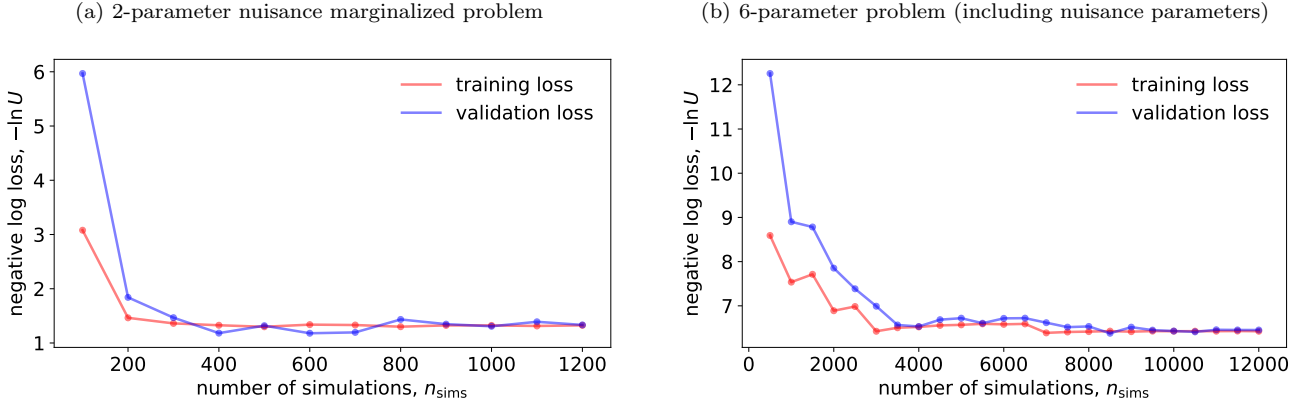 (a) 2-parameter nuisance marginalized problem
6
5
4
3
2
1
negative log loss, −ln U
training loss
validation loss
200
400
600
800
1000
1200
number of simulations, n_sims
(b) 6-parameter problem (including nuisance parameters)
12
11
10
9
8
7
negative log loss, −ln U
training loss
validation loss
0
2000
4000
6000
8000
10000
12000
number of simulations, n_sims